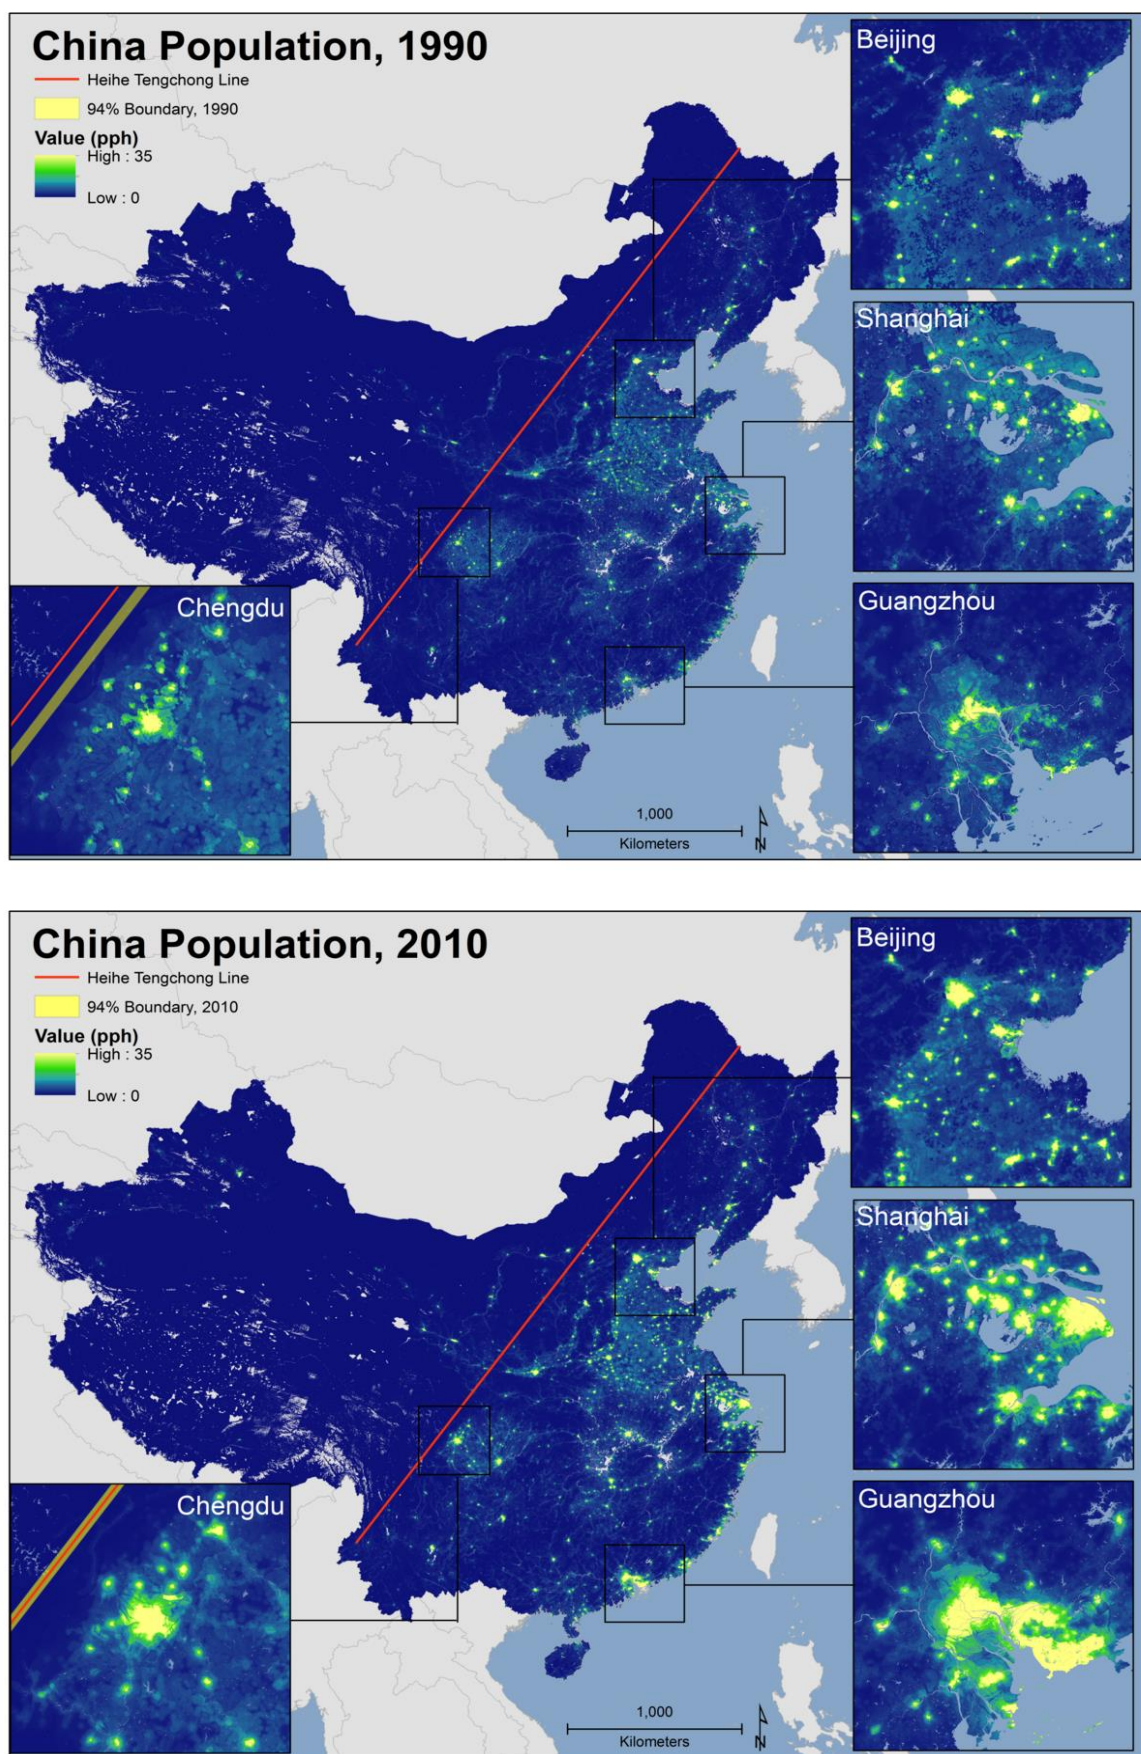 China Population, 1990
Heihe Tengchong Line
94% Boundary, 1990
Value (pph)
High : 35
Low : 0
Beijing
Shanghai
Guangzhou
Chengdu
1,000
Kilometers
N
China Population, 2010
Heihe Tengchong Line
94% Boundary, 2010
Value (pph)
High : 35
Low : 0
Beijing
Shanghai
Guangzhou
Chengdu
1,000
Kilometers
N